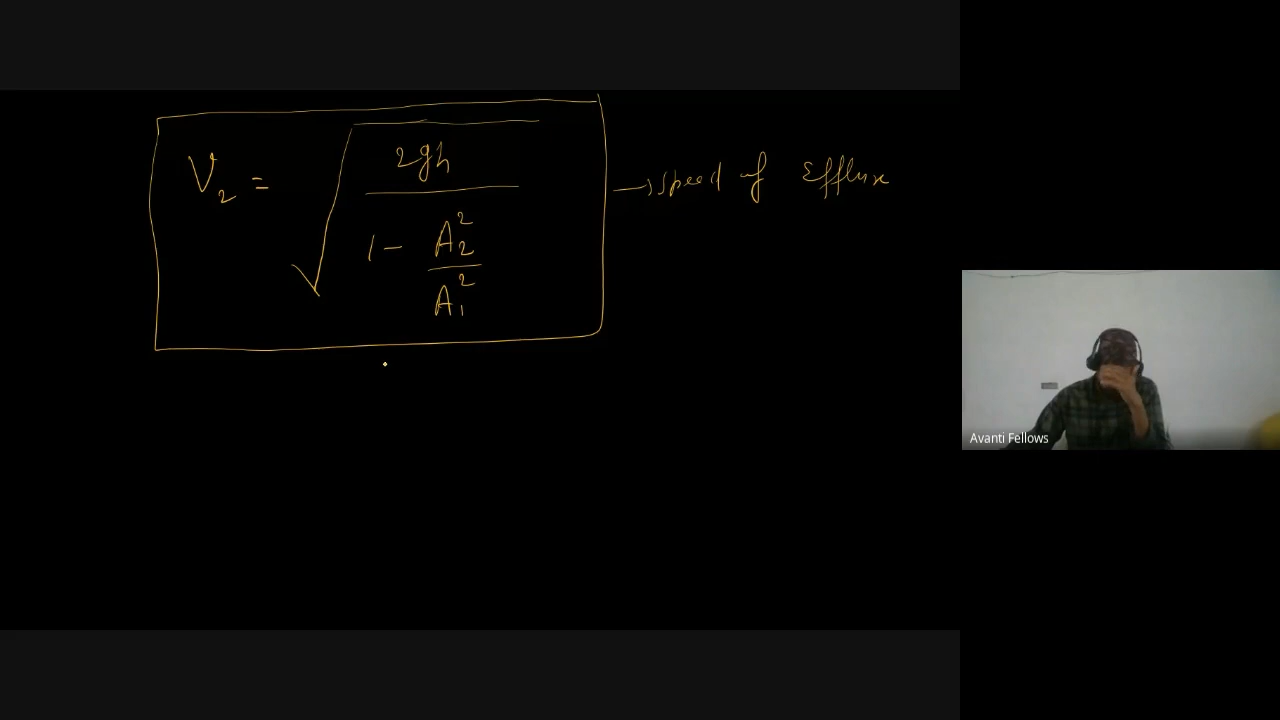 V₂ = √(2gh / (1 - A₂²/A₁²)) → speed of Efflux
Avanti Fellows